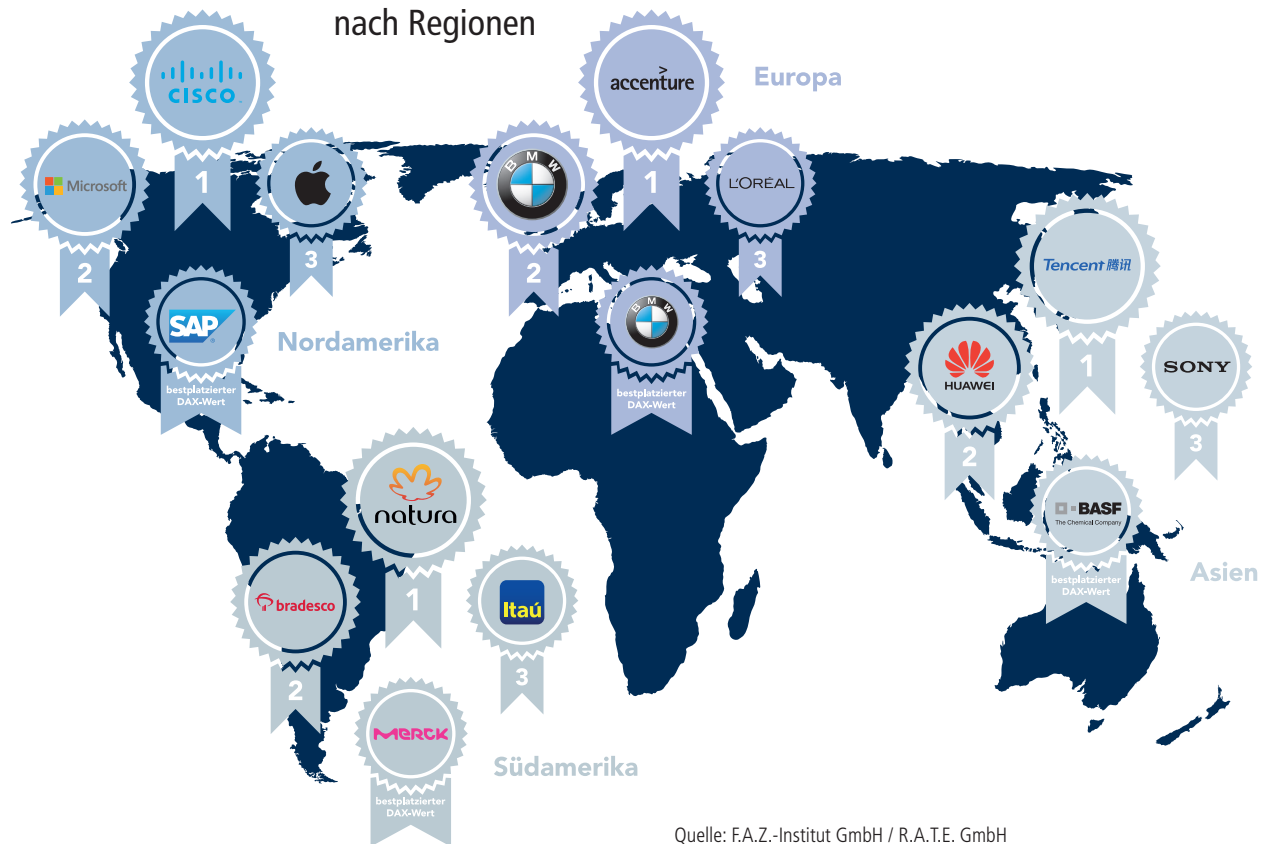 nach Regionen
CISCO
1
Microsoft
2
3
SAP
bestplatzierter
DAX-Wert
Nordamerika
accenture
1
Europa
BMW
2
L'ORÉAL
3
BMW
bestplatzierter
DAX-Wert
Tencent 腾讯
1
HUAWEI
2
SONY
3
BASF
The Chemical Company
bestplatzierter
DAX-Wert
Asien
natura
1
bradesco
2
Itaú
3
MERCK
bestplatzierter
DAX-Wert
Südamerika
Quelle: F.A.Z.-Institut GmbH / R.A.T.E. GmbH